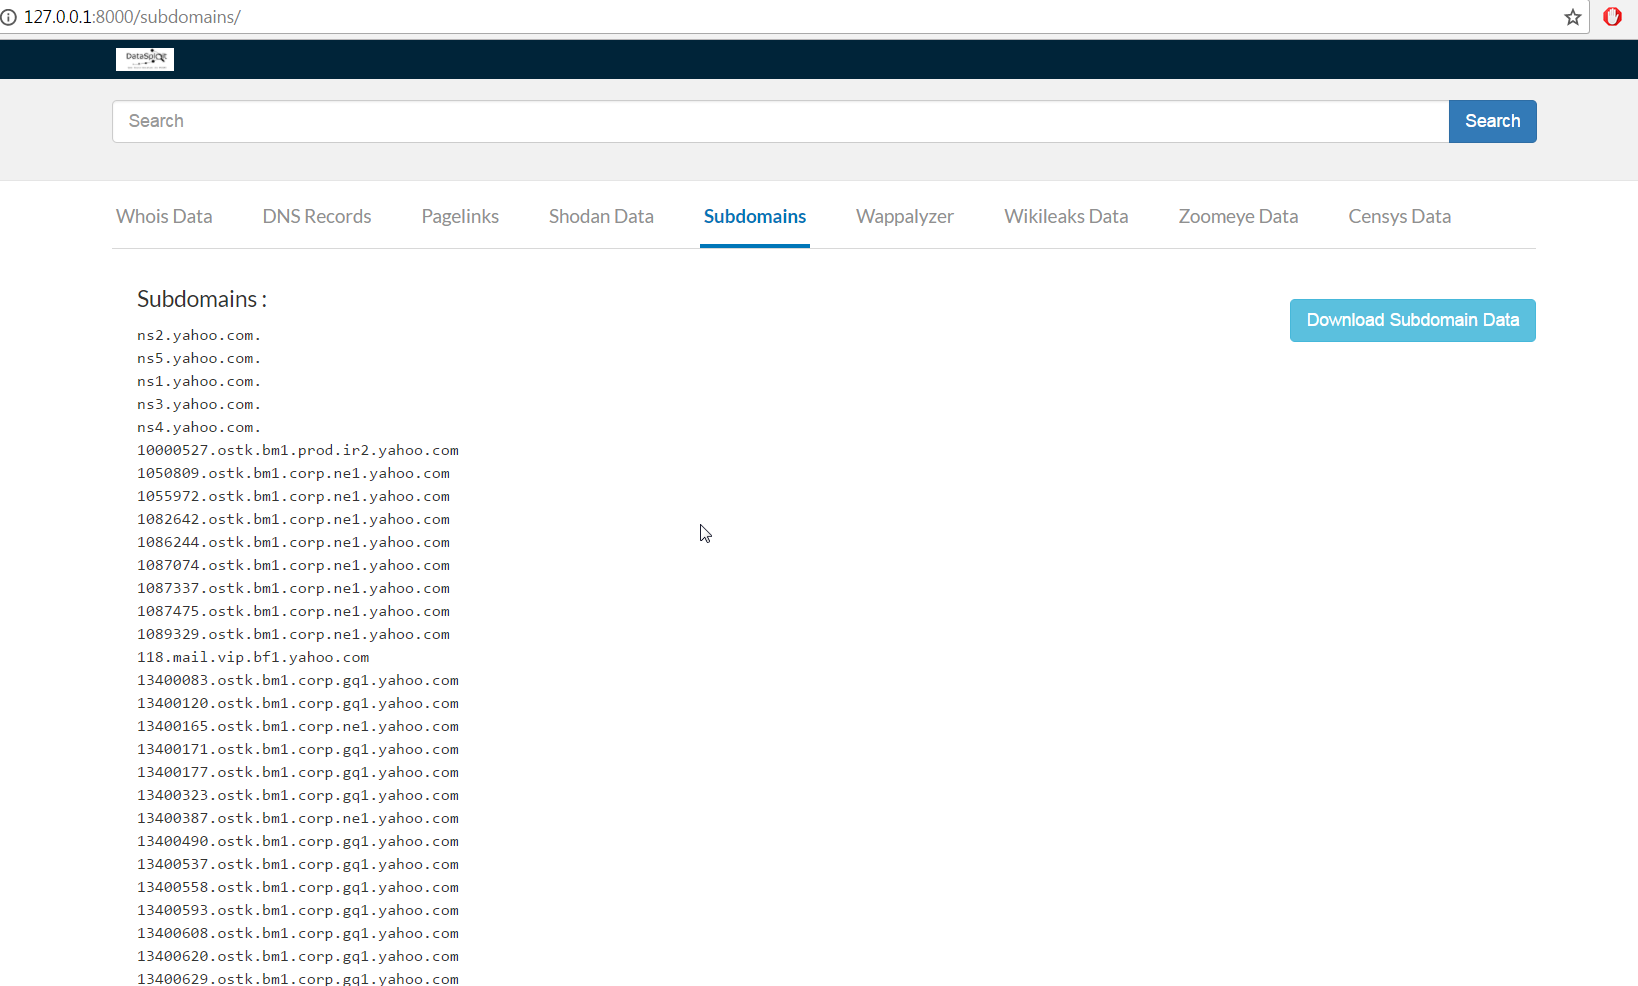 127.0.0.1:8000/subdomains/
Search
Search
Whois Data DNS Records Pagelinks Shodan Data Subdomains Wappalyzer Wikileaks Data Zoomeye Data Censys Data
Subdomains :
Download Subdomain Data
ns2.yahoo.com.
ns5.yahoo.com.
ns1.yahoo.com.
ns3.yahoo.com.
ns4.yahoo.com.
10000527.ostk.bm1.prod.ir2.yahoo.com
1050809.ostk.bm1.corp.ne1.yahoo.com
1055972.ostk.bm1.corp.ne1.yahoo.com
1082642.ostk.bm1.corp.ne1.yahoo.com
1086244.ostk.bm1.corp.ne1.yahoo.com
1087074.ostk.bm1.corp.ne1.yahoo.com
1087337.ostk.bm1.corp.ne1.yahoo.com
1087475.ostk.bm1.corp.ne1.yahoo.com
1089329.ostk.bm1.corp.ne1.yahoo.com
118.mail.vip.bf1.yahoo.com
13400083.ostk.bm1.corp.gq1.yahoo.com
13400120.ostk.bm1.corp.gq1.yahoo.com
13400165.ostk.bm1.corp.ne1.yahoo.com
13400171.ostk.bm1.corp.gq1.yahoo.com
13400177.ostk.bm1.corp.gq1.yahoo.com
13400323.ostk.bm1.corp.gq1.yahoo.com
13400387.ostk.bm1.corp.ne1.yahoo.com
13400490.ostk.bm1.corp.gq1.yahoo.com
13400537.ostk.bm1.corp.gq1.yahoo.com
13400558.ostk.bm1.corp.gq1.yahoo.com
13400593.ostk.bm1.corp.gq1.yahoo.com
13400608.ostk.bm1.corp.gq1.yahoo.com
13400620.ostk.bm1.corp.gq1.yahoo.com
13400629.ostk.bm1.corp.gq1.yahoo.com